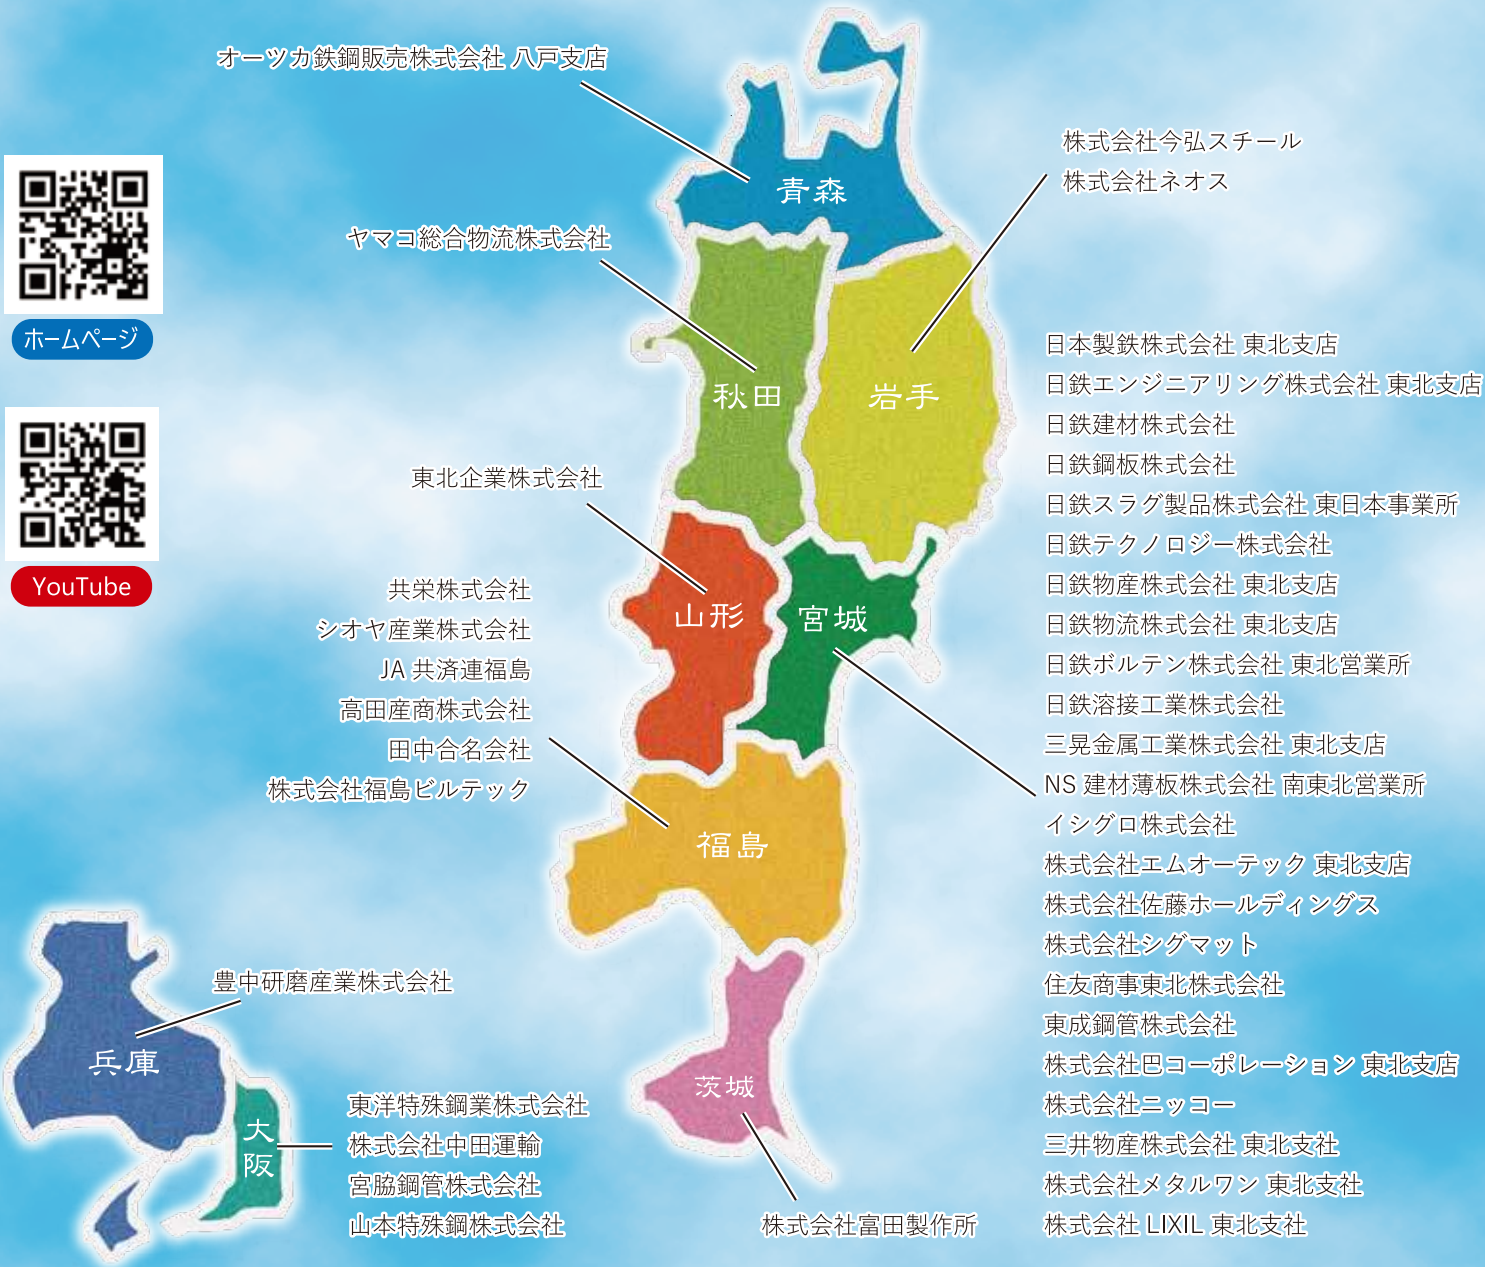 オーツカ鉄鋼販売株式会社 八戸支店
青森
株式会社今弘スチール
株式会社ネオス
ヤマコ総合物流株式会社
秋田
岩手
ホームページ
YouTube
東北企業株式会社
山形
宮城
共栄株式会社
シオヤ産業株式会社
JA 共済連福島
高田産商株式会社
田中合名会社
株式会社福島ビルテック
福島
日本製鉄株式会社 東北支店
日鉄エンジニアリング株式会社 東北支店
日鉄建材株式会社
日鉄鋼板株式会社
日鉄スラグ製品株式会社 東日本事業所
日鉄テクノロジー株式会社
日鉄物産株式会社 東北支店
日鉄物流株式会社 東北支店
日鉄ボルテン株式会社 東北営業所
日鉄溶接工業株式会社
三晃金属工業株式会社 東北支店
NS 建材薄板株式会社 南東北営業所
イシグロ株式会社
株式会社エムオーテック 東北支店
株式会社佐藤ホールディングス
株式会社シグマット
住友商事東北株式会社
東成鋼管株式会社
株式会社巴コーポレーション 東北支店
株式会社ニッコー
三井物産株式会社 東北支社
株式会社メタルワン 東北支社
株式会社 LIXIL 東北支社
豊中研磨産業株式会社
兵庫
大阪
東洋特殊鋼業株式会社
株式会社中田運輸
宮脇鋼管株式会社
山本特殊鋼株式会社
茨城
株式会社富田製作所